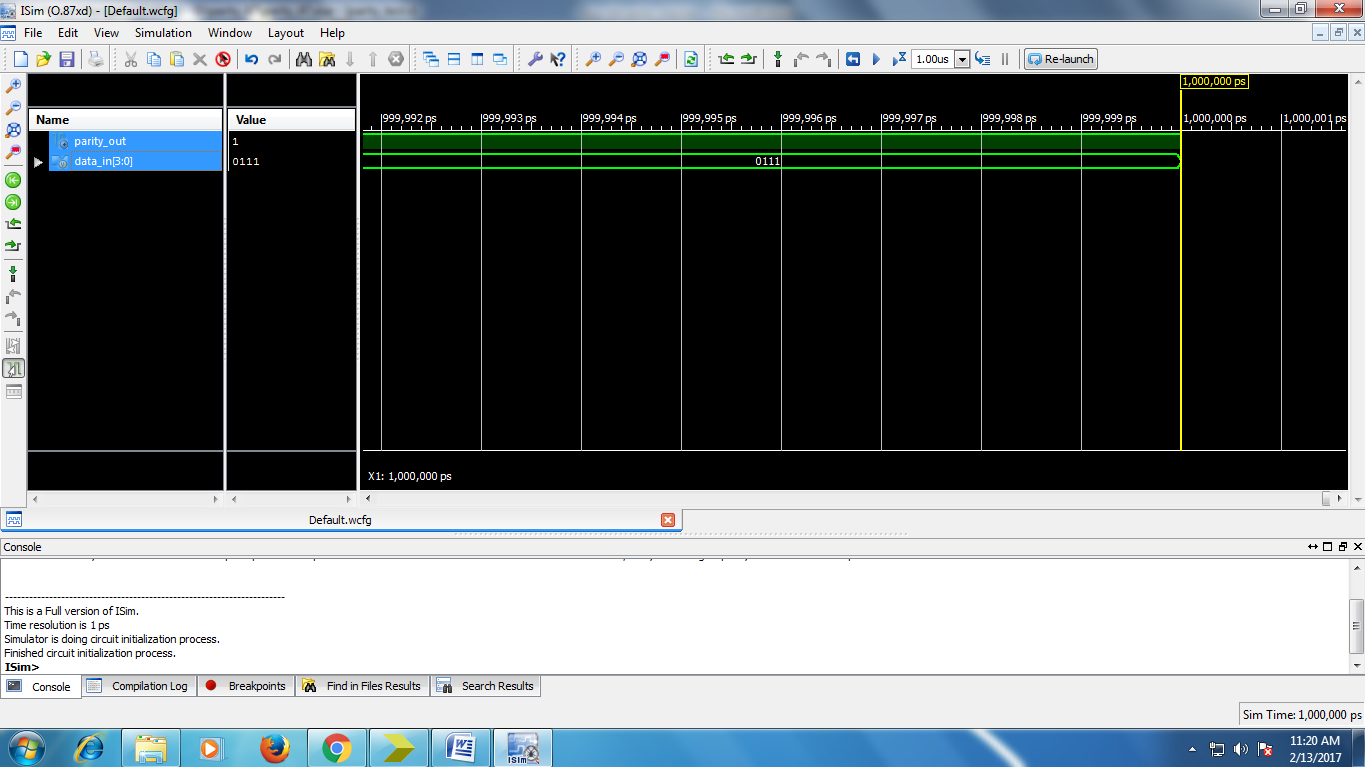 ISim (O.87xd) - [Default.wcfg]
File Edit View Simulation Window Layout Help
1.00us Re-launch
1,000,000 ps
Name Value
999,992 ps 999,993 ps 999,994 ps 999,995 ps 999,996 ps 999,997 ps 999,998 ps 999,999 ps 1,000,000 ps 1,000,001 ps
parity_out 1
data_in[3:0] 0111 0111
X1: 1,000,000 ps
Default.wcfg
Console
This is a Full version of ISim.
Time resolution is 1 ps
Simulator is doing circuit initialization process.
Finished circuit initialization process.
ISim>
Console Compilation Log Breakpoints Find in Files Results Search Results
Sim Time: 1,000,000 ps
11:20 AM
ISim
2/13/2017